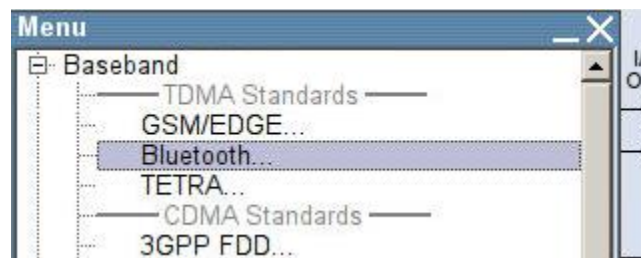 Menu
Baseband
TDMA Standards
GSM/EDGE...
Bluetooth...
TETRA...
CDMA Standards
3GPP FDD...